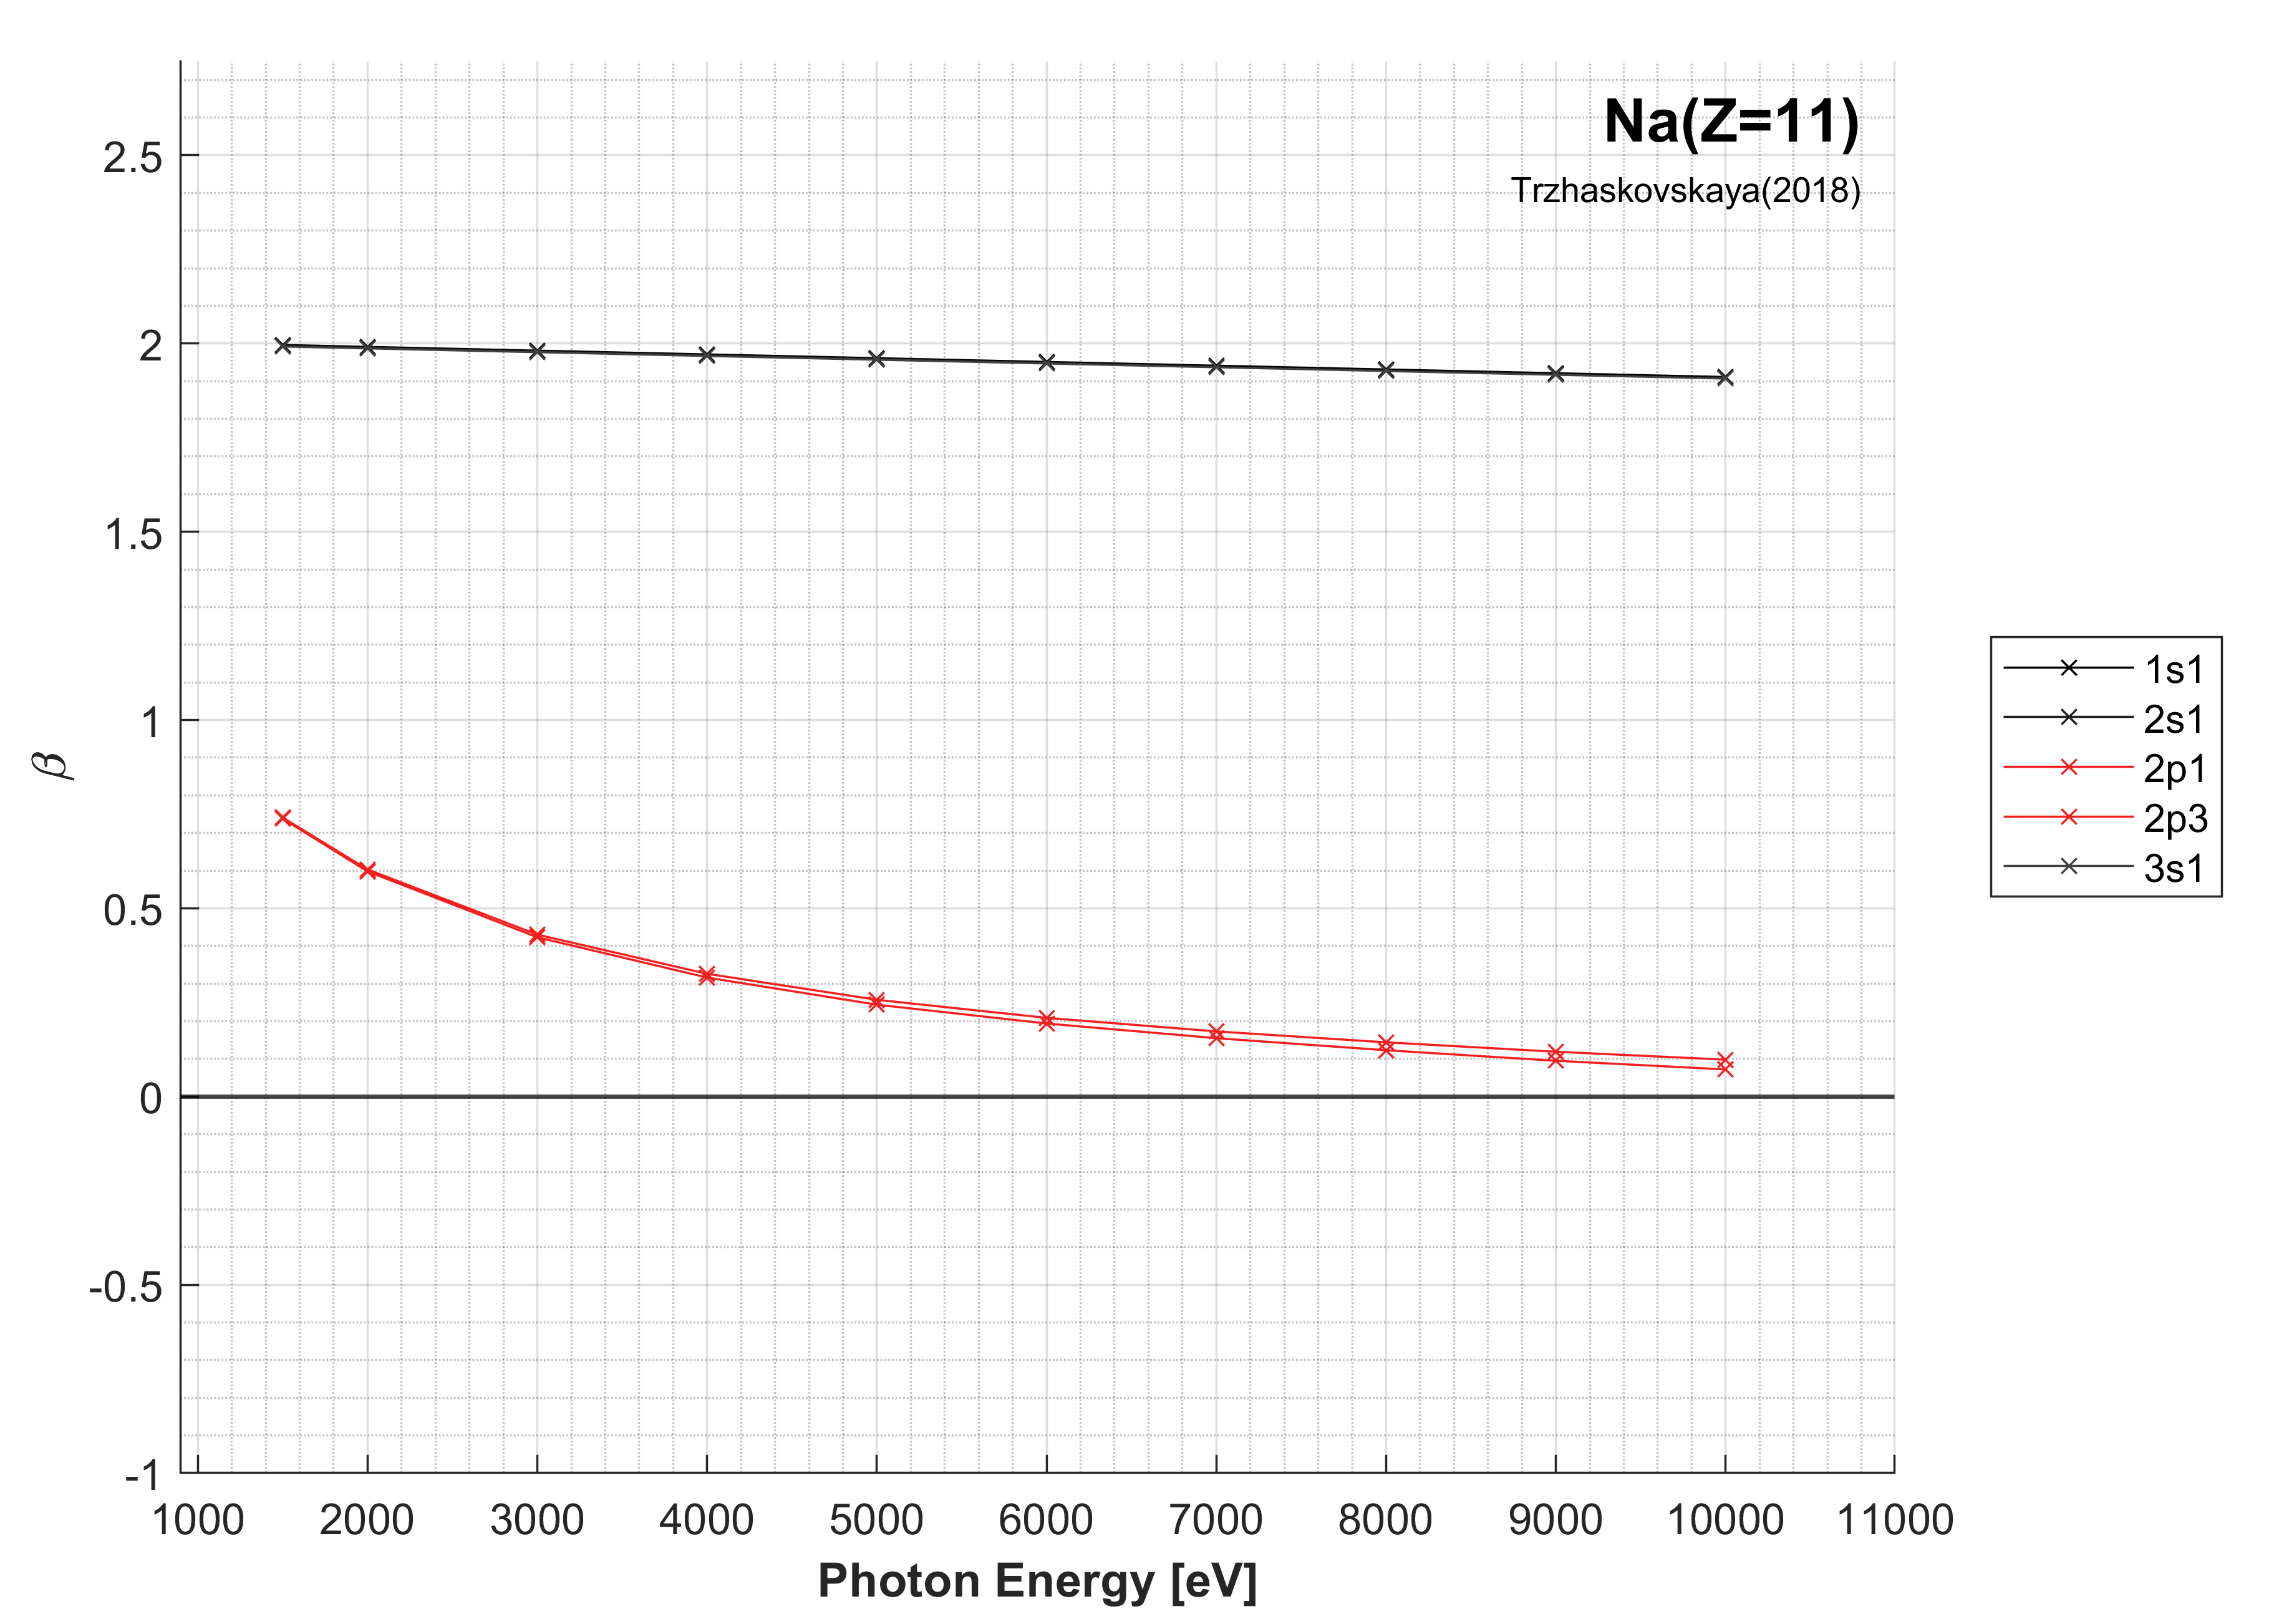 Na(Z=11)
Trzhaskovskaya(2018)
2.5
2
1.5
1
0.5
0
-0.5
-1
β
1000 2000 3000 4000 5000 6000 7000 8000 9000 10000 11000
Photon Energy [eV]
1s1
2s1
2p1
2p3
3s1